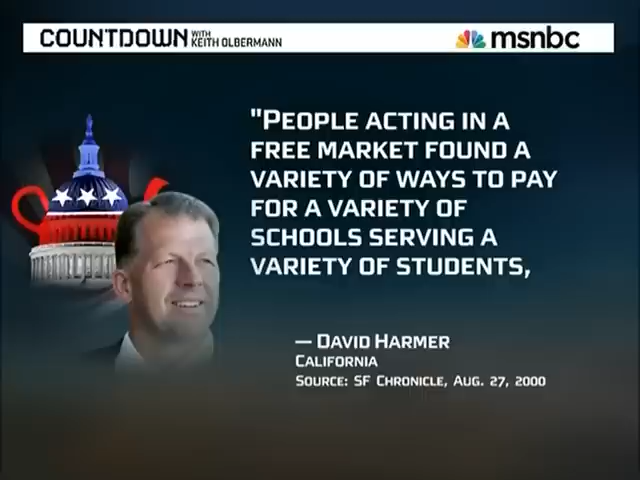 COUNTDOWN WITH KEITH OLBERMANN
msnbc
"PEOPLE ACTING IN A
FREE MARKET FOUND A
VARIETY OF WAYS TO PAY
FOR A VARIETY OF
SCHOOLS SERVING A
VARIETY OF STUDENTS,
— DAVID HARMER
CALIFORNIA
SOURCE: SF CHRONICLE, AUG. 27, 2000